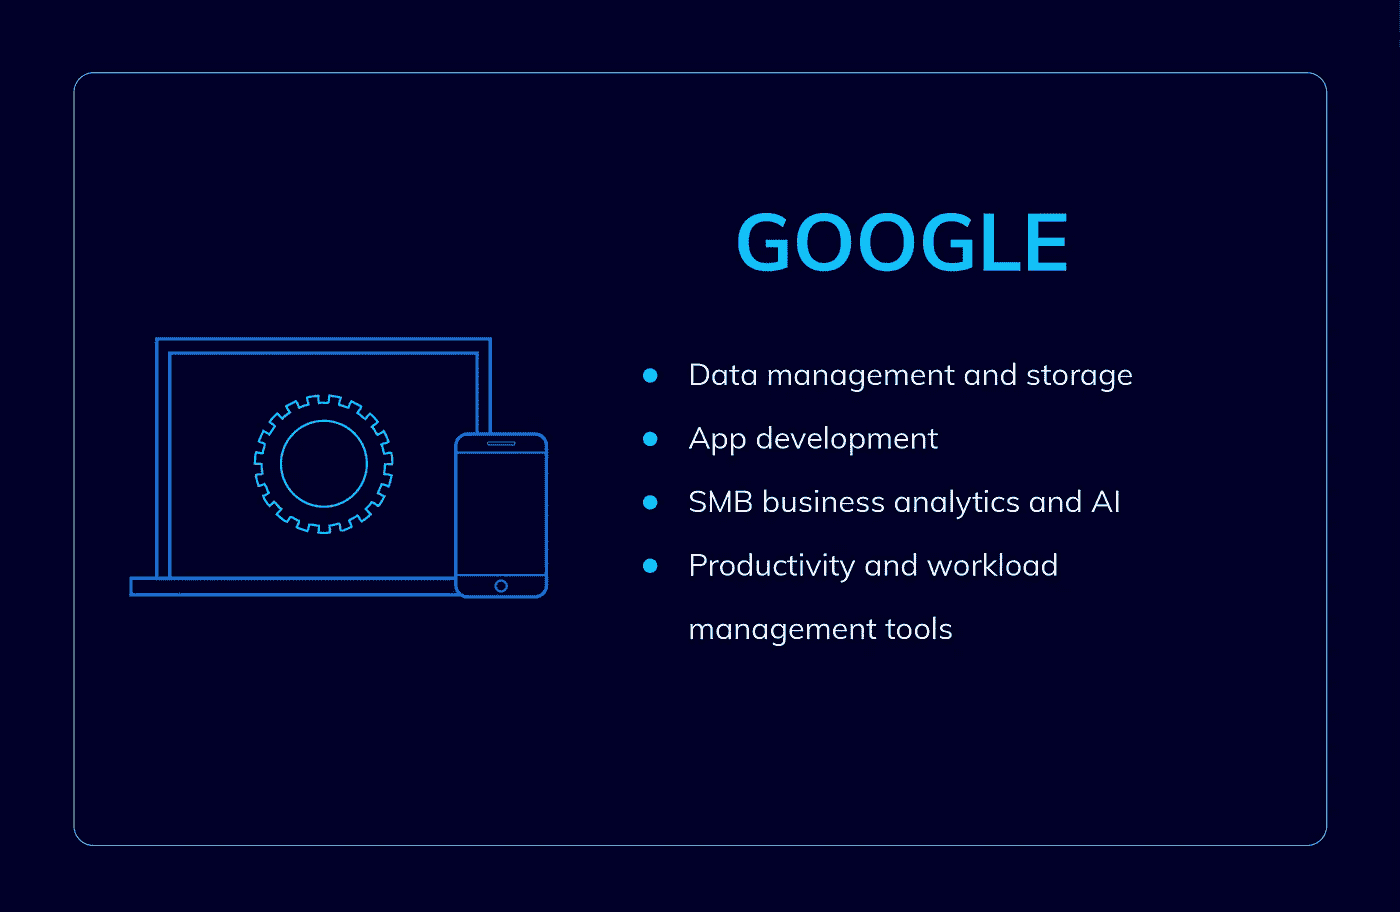 GOOGLE
Data management and storage
App development
SMB business analytics and AI
Productivity and workload
management tools